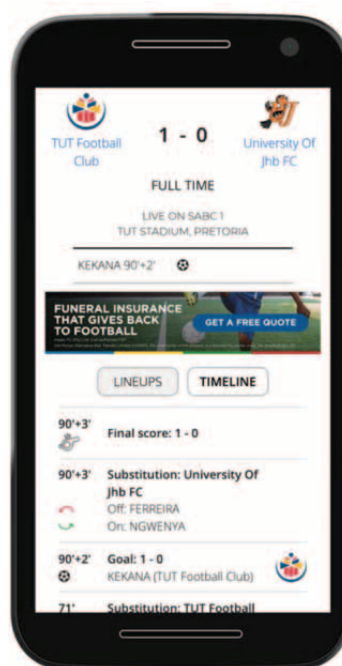 TUT Football
Club
1 - 0
University Of
Jhb FC
FULL TIME
LIVE ON SABC 1
TUT STADIUM, PRETORIA
KEKANA 90'+2'
FUNERAL INSURANCE
THAT GIVES BACK
TO FOOTBALL
GET A FREE QUOTE
LINEUPS TIMELINE
90'+3' Final score: 1 - 0
90'+3' Substitution: University Of
Jhb FC
Off: FERREIRA
On: NGWENYA
90'+2' Goal: 1 - 0
KEKANA (TUT Football Club)
71' Substitution: TUT Football